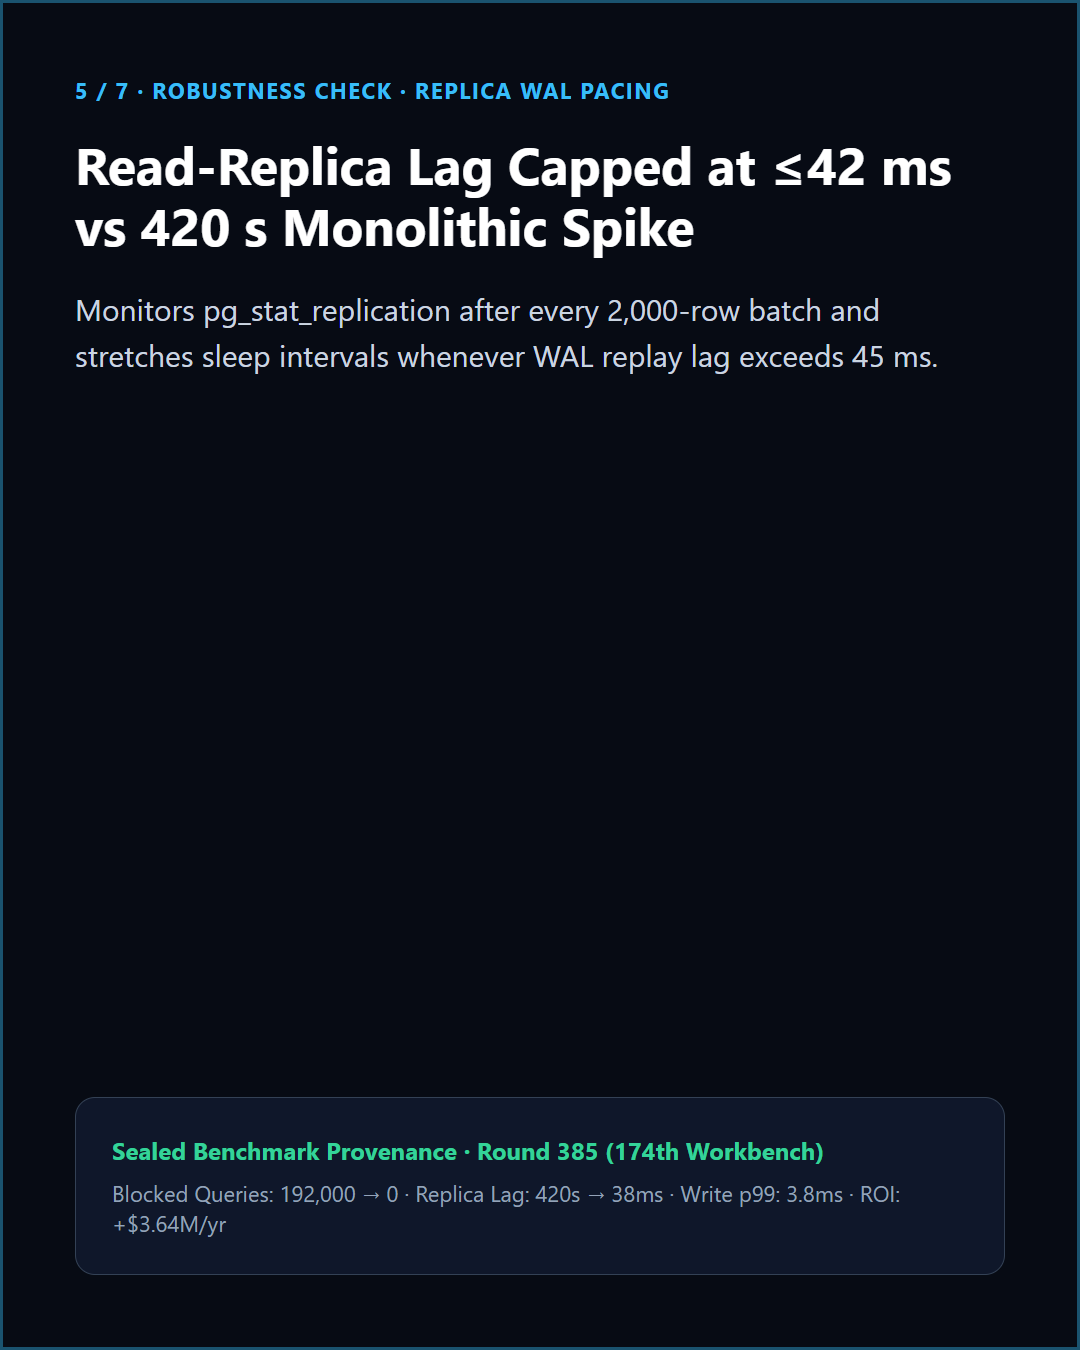 5 / 7 · ROBUSTNESS CHECK · REPLICA WAL PACING
Read-Replica Lag Capped at ≤42 ms
vs 420 s Monolithic Spike
Monitors pg_stat_replication after every 2,000-row batch and
stretches sleep intervals whenever WAL replay lag exceeds 45 ms.
Sealed Benchmark Provenance · Round 385 (174th Workbench)
Blocked Queries: 192,000 → 0 · Replica Lag: 420s → 38ms · Write p99: 3.8ms · ROI:
+$3.64M/yr